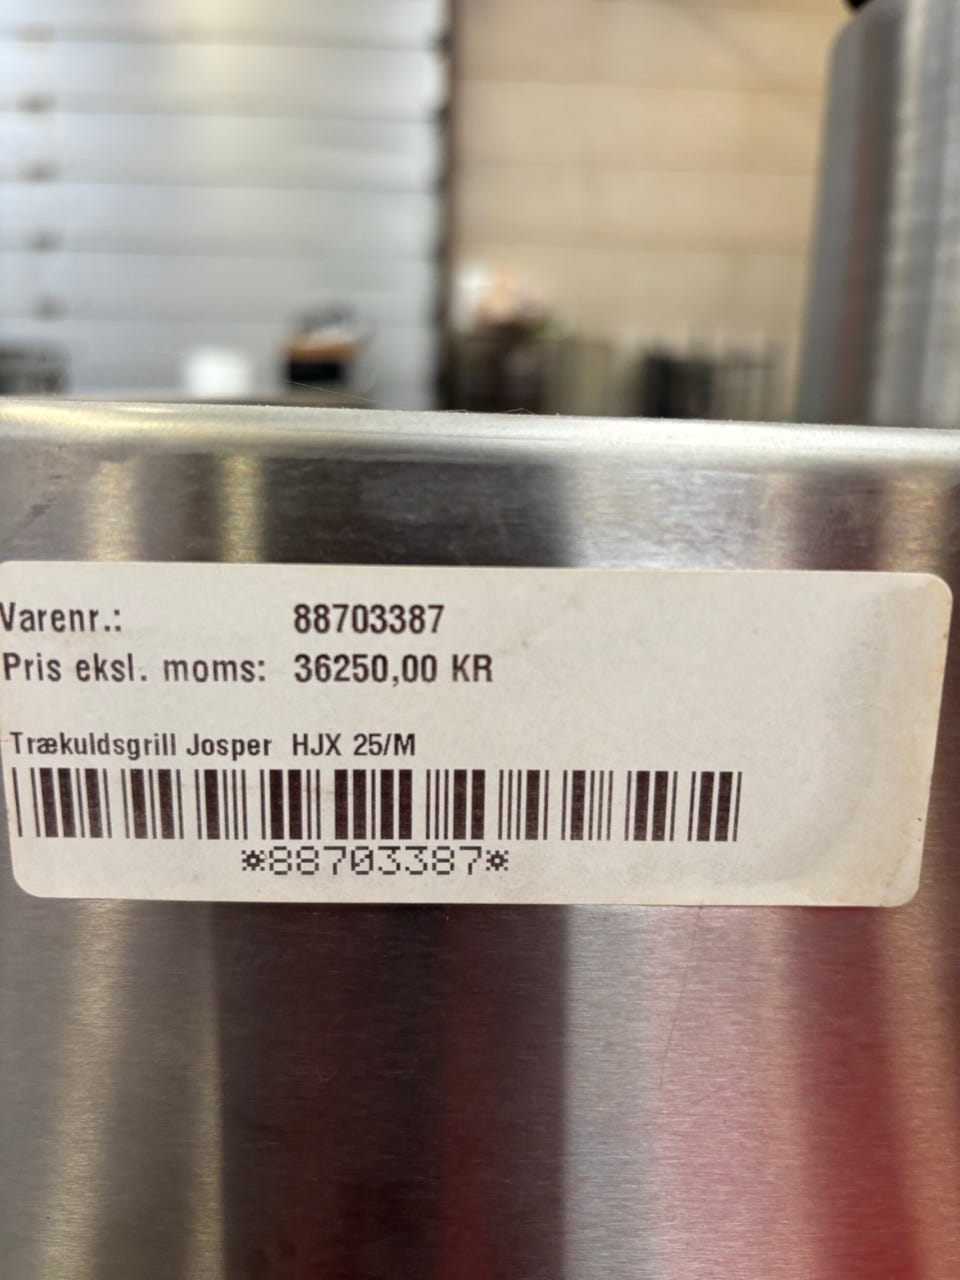 Varenr.: 88703387
Pris eksl. moms: 36250,00 KR
Trækuldsgrill Josper HJX 25/M
*88703387*